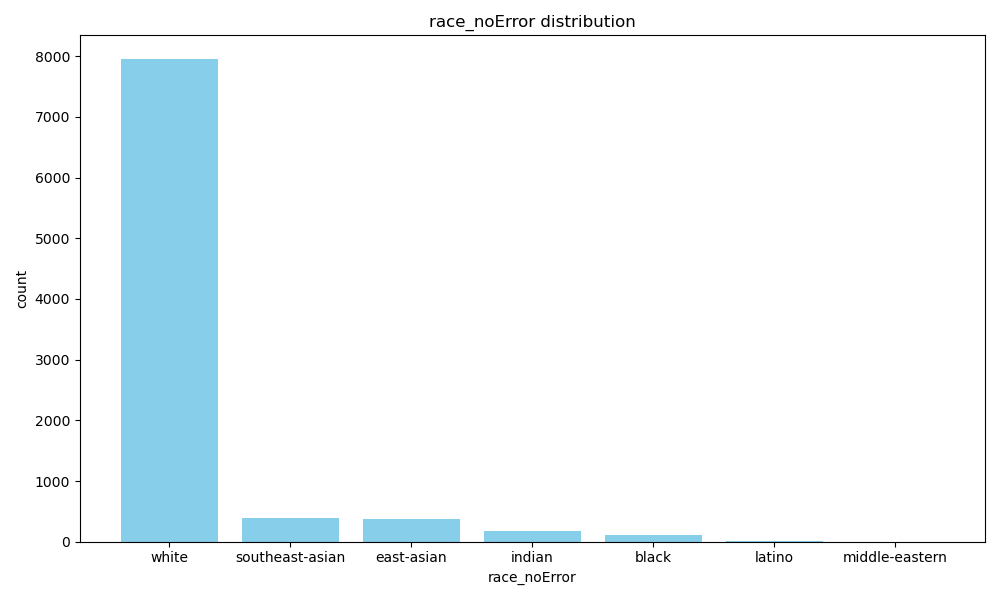 race_noError distribution
count
8000
7000
6000
5000
4000
3000
2000
1000
0
white southeast-asian east-asian indian black latino middle-eastern
race_noError